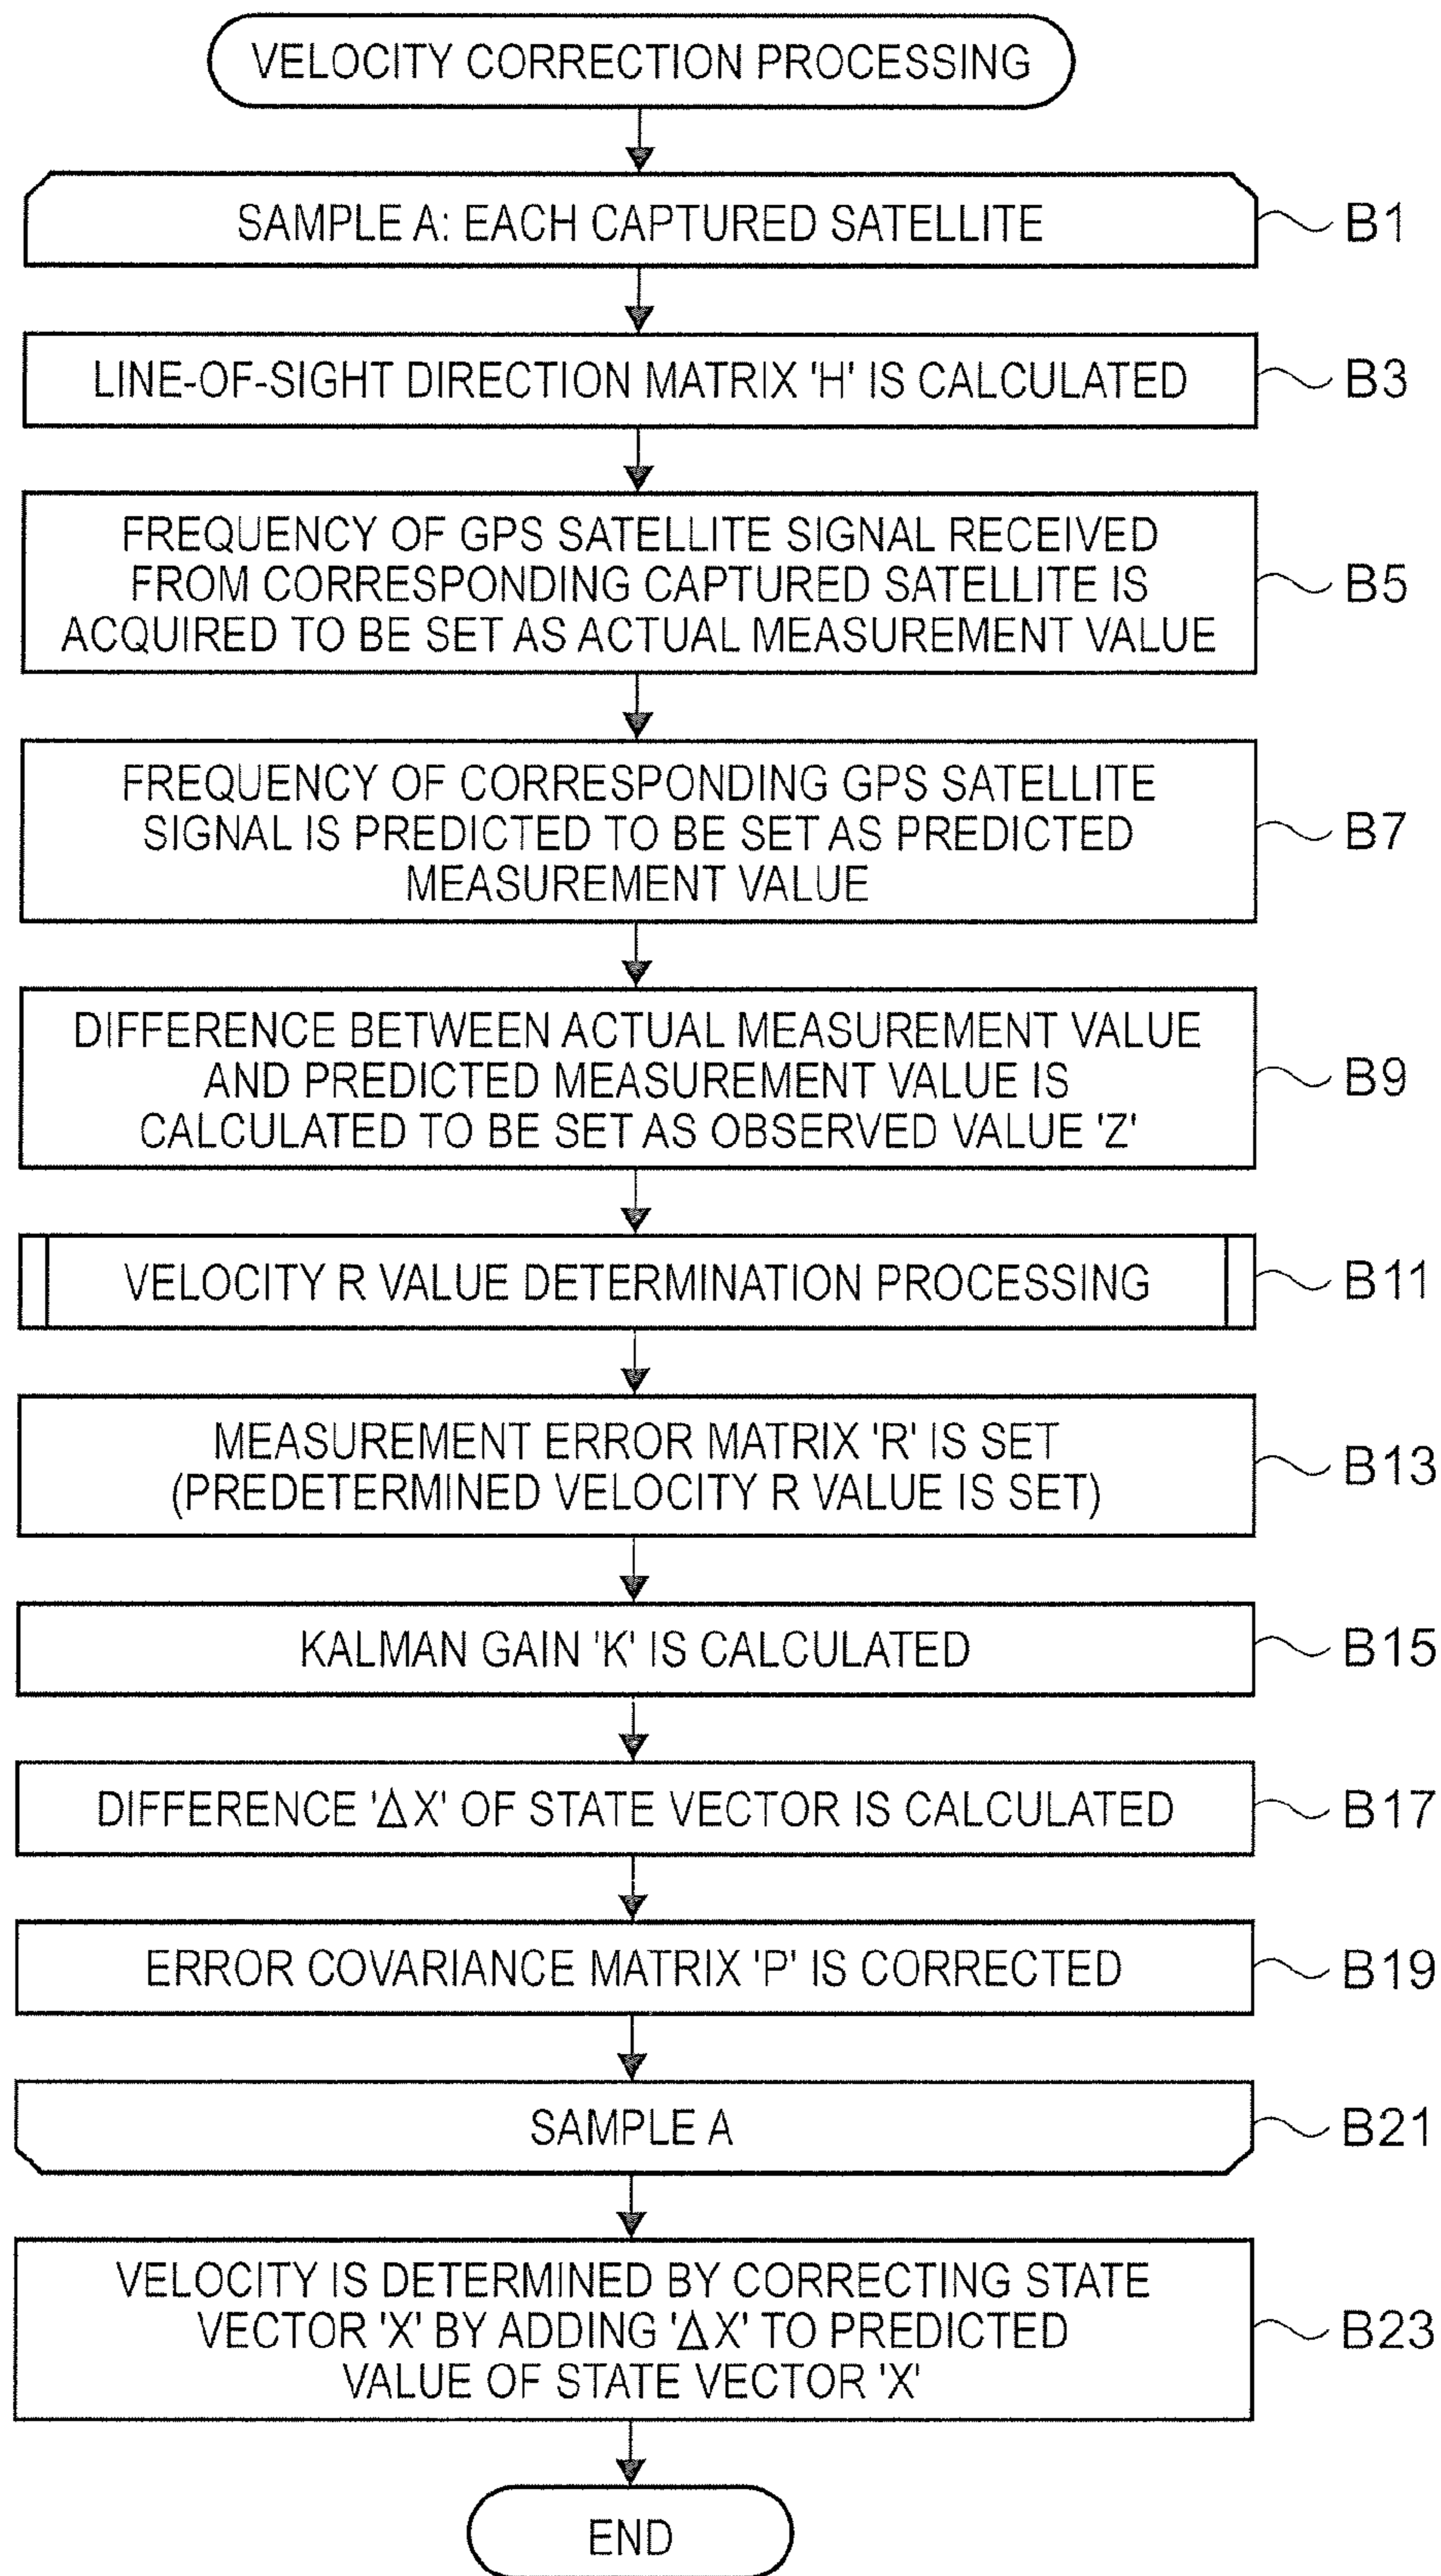 VELOCITY CORRECTION PROCESSING
SAMPLE A: EACH CAPTURED SATELLITE
B1
LINE-OF-SIGHT DIRECTION MATRIX 'H' IS CALCULATED
B3
FREQUENCY OF GPS SATELLITE SIGNAL RECEIVED
FROM CORRESPONDING CAPTURED SATELLITE IS
ACQUIRED TO BE SET AS ACTUAL MEASUREMENT VALUE
B5
FREQUENCY OF CORRESPONDING GPS SATELLITE
SIGNAL IS PREDICTED TO BE SET AS PREDICTED
MEASUREMENT VALUE
B7
DIFFERENCE BETWEEN ACTUAL MEASUREMENT VALUE
AND PREDICTED MEASUREMENT VALUE IS
CALCULATED TO BE SET AS OBSERVED VALUE 'Z'
B9
VELOCITY R VALUE DETERMINATION PROCESSING
B11
MEASUREMENT ERROR MATRIX 'R' IS SET
(PREDETERMINED VELOCITY R VALUE IS SET)
B13
KALMAN GAIN 'K' IS CALCULATED
B15
DIFFERENCE 'ΔX' OF STATE VECTOR IS CALCULATED
B17
ERROR COVARIANCE MATRIX 'P' IS CORRECTED
B19
SAMPLE A
B21
VELOCITY IS DETERMINED BY CORRECTING STATE
VECTOR 'X' BY ADDING 'ΔX' TO PREDICTED
VALUE OF STATE VECTOR 'X'
B23
END